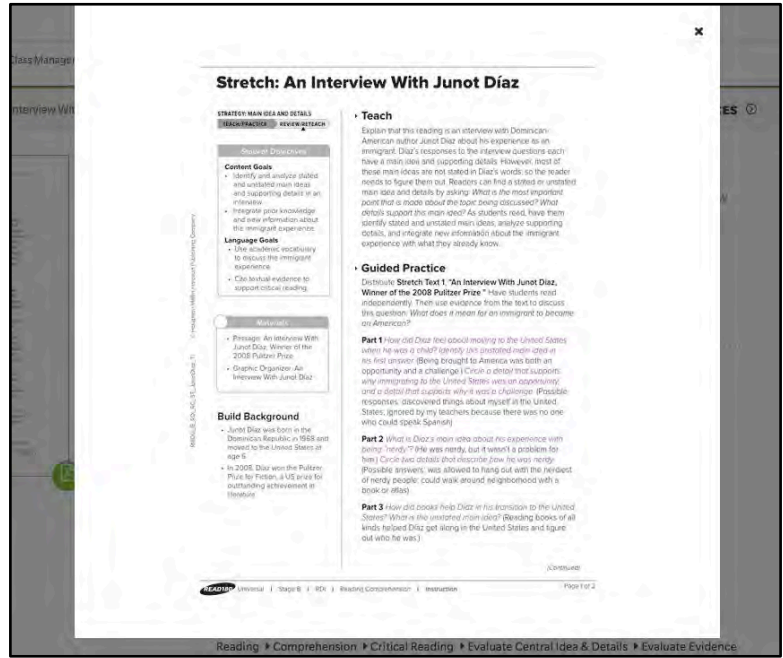 Class Manager
nterview Wit
CES
Stretch: An Interview With Junot Díaz
STRATEGY: MAIN IDEA AND DETAILS
TEACH/PRACTICE REVIEW/RETEACH
Student Objectives
Content Goals
• Identify and analyze stated
and unstated main ideas
and supporting details in an
interview
• Integrate prior knowledge
and new information about
the immigrant experience
Language Goals
• Use academic vocabulary
to discuss the immigrant
experience
• Cite textual evidence to
support critical reading
Materials
• Passage: An Interview With
Junot Díaz, Winner of the
2008 Pulitzer Prize
• Graphic Organizer: An
Interview With Junot Díaz
Build Background
• Junot Díaz was born in the
Dominican Republic in 1968 and
moved to the United States at
age 6
• In 2008, Díaz won the Pulitzer
Prize for Fiction, a US prize for
outstanding achievement in
literature
© Houghton Mifflin Harcourt Publishing Company
Teach
Explain that this reading is an interview with Dominican-
American author Junot Díaz about his experience as an
immigrant. Díaz's responses to the interview questions each
have a main idea and supporting details. However, most of
these main ideas are not stated in Díaz's words, so the reader
needs to figure them out. Readers can find a stated or unstated
main idea and details by asking: What is the most important
point that is made about the topic being discussed? What
details support this main idea? As students read, have them
identify stated and unstated main ideas, analyze supporting
details, and integrate new information about the immigrant
experience with what they already know.
Guided Practice
Distribute Stretch Text 1, "An Interview With Junot Díaz,
Winner of the 2008 Pulitzer Prize." Have students read
independently. Then use evidence from the text to discuss
this question: What does it mean for an immigrant to become
an American?
Part 1 How did Díaz feel about moving to the United States
when he was a child? Identify this unstated main idea in
his first answer. (Being brought to America was both an
opportunity and a challenge.) Circle a detail that supports
why immigrating to the United States was an opportunity
and a detail that supports why it was a challenge. (Possible
responses: discovered things about myself in the United
States, ignored by my teachers because there was no one
who could speak Spanish)
Part 2 What is Díaz's main idea about his experience with
being "nerdy"? (He was nerdy, but it wasn't a problem for
him.) Circle two details that describe how he was nerdy.
(Possible answers: was allowed to hang out with the nerdiest
of nerdy people; could walk around neighborhood with a
book or atlas)
Part 3 How did books help Díaz in his transition to the United
States? What is the unstated main idea? (Reading books of all
kinds helped Díaz get along in the United States and figure
out who he was.)
(Continued)
READ180 Universal | Stage B | RDI | Reading Comprehension | Instruction
Page 1 of 2
Reading ▸ Comprehension ▸ Critical Reading ▸ Evaluate Central Idea & Details ▸ Evaluate Evidence